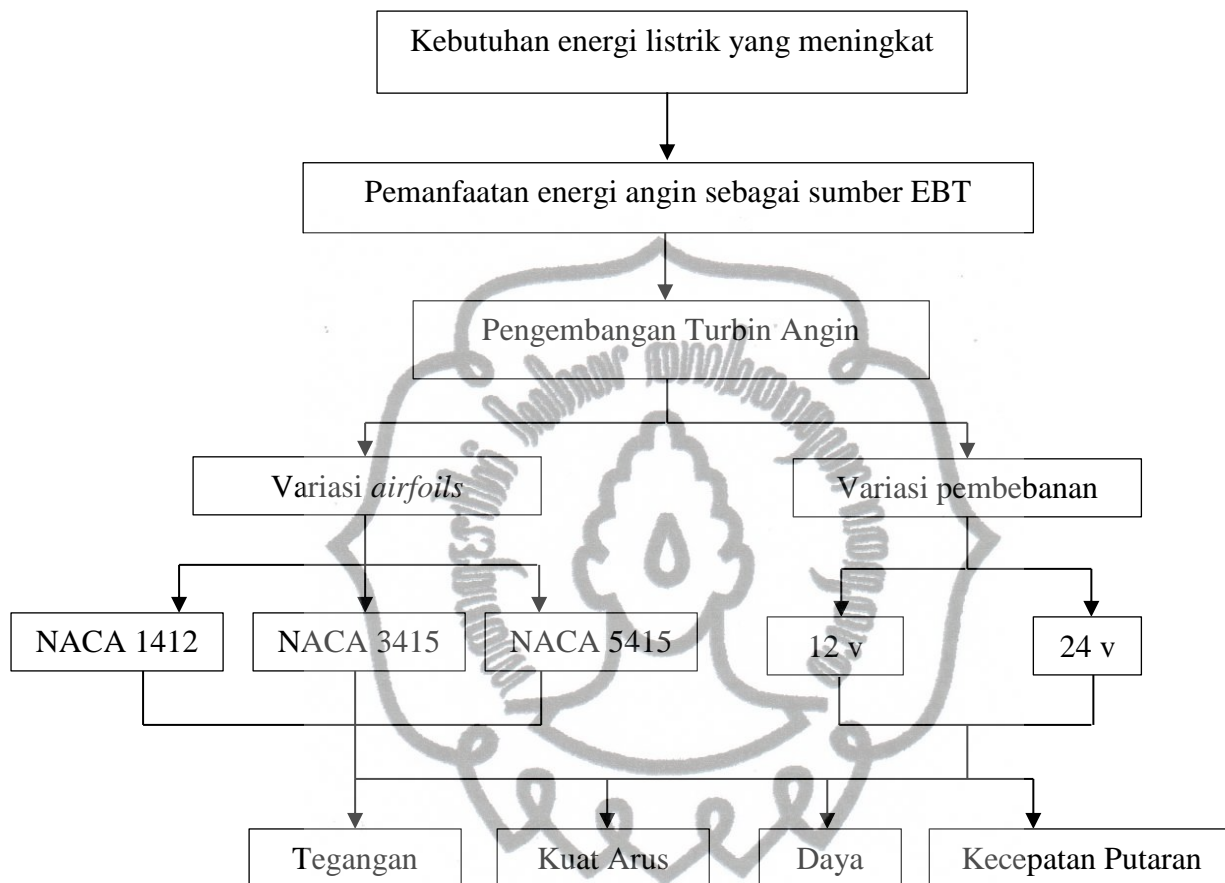 Kebutuhan energi listrik yang meningkat
Pemanfaatan energi angin sebagai sumber EBT
Pengembangan Turbin Angin
Variasi airfoils
Variasi pembebanan
NACA 1412
NACA 3415
NACA 5415
12 v
24 v
Tegangan
Kuat Arus
Daya
Kecepatan Putaran